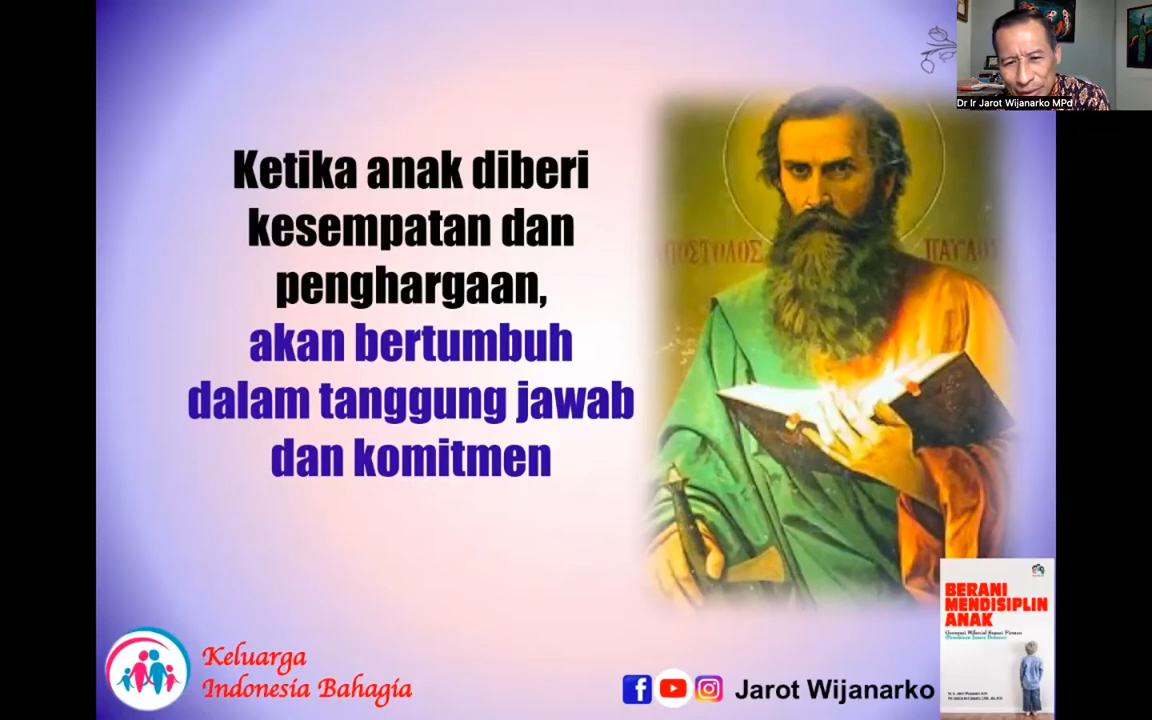 Dr Ir Jarot Wijanarko MPd
Ketika anak diberi
kesempatan dan
penghargaan,
akan bertumbuh
dalam tanggung jawab
dan komitmen
ΠΟΣΤΟΛΟΣ
ΠΑΥΛΟΣ
BERANI
MENDISIPLIN
ANAK
Keluarga
Indonesia Bahagia
Jarot Wijanarko